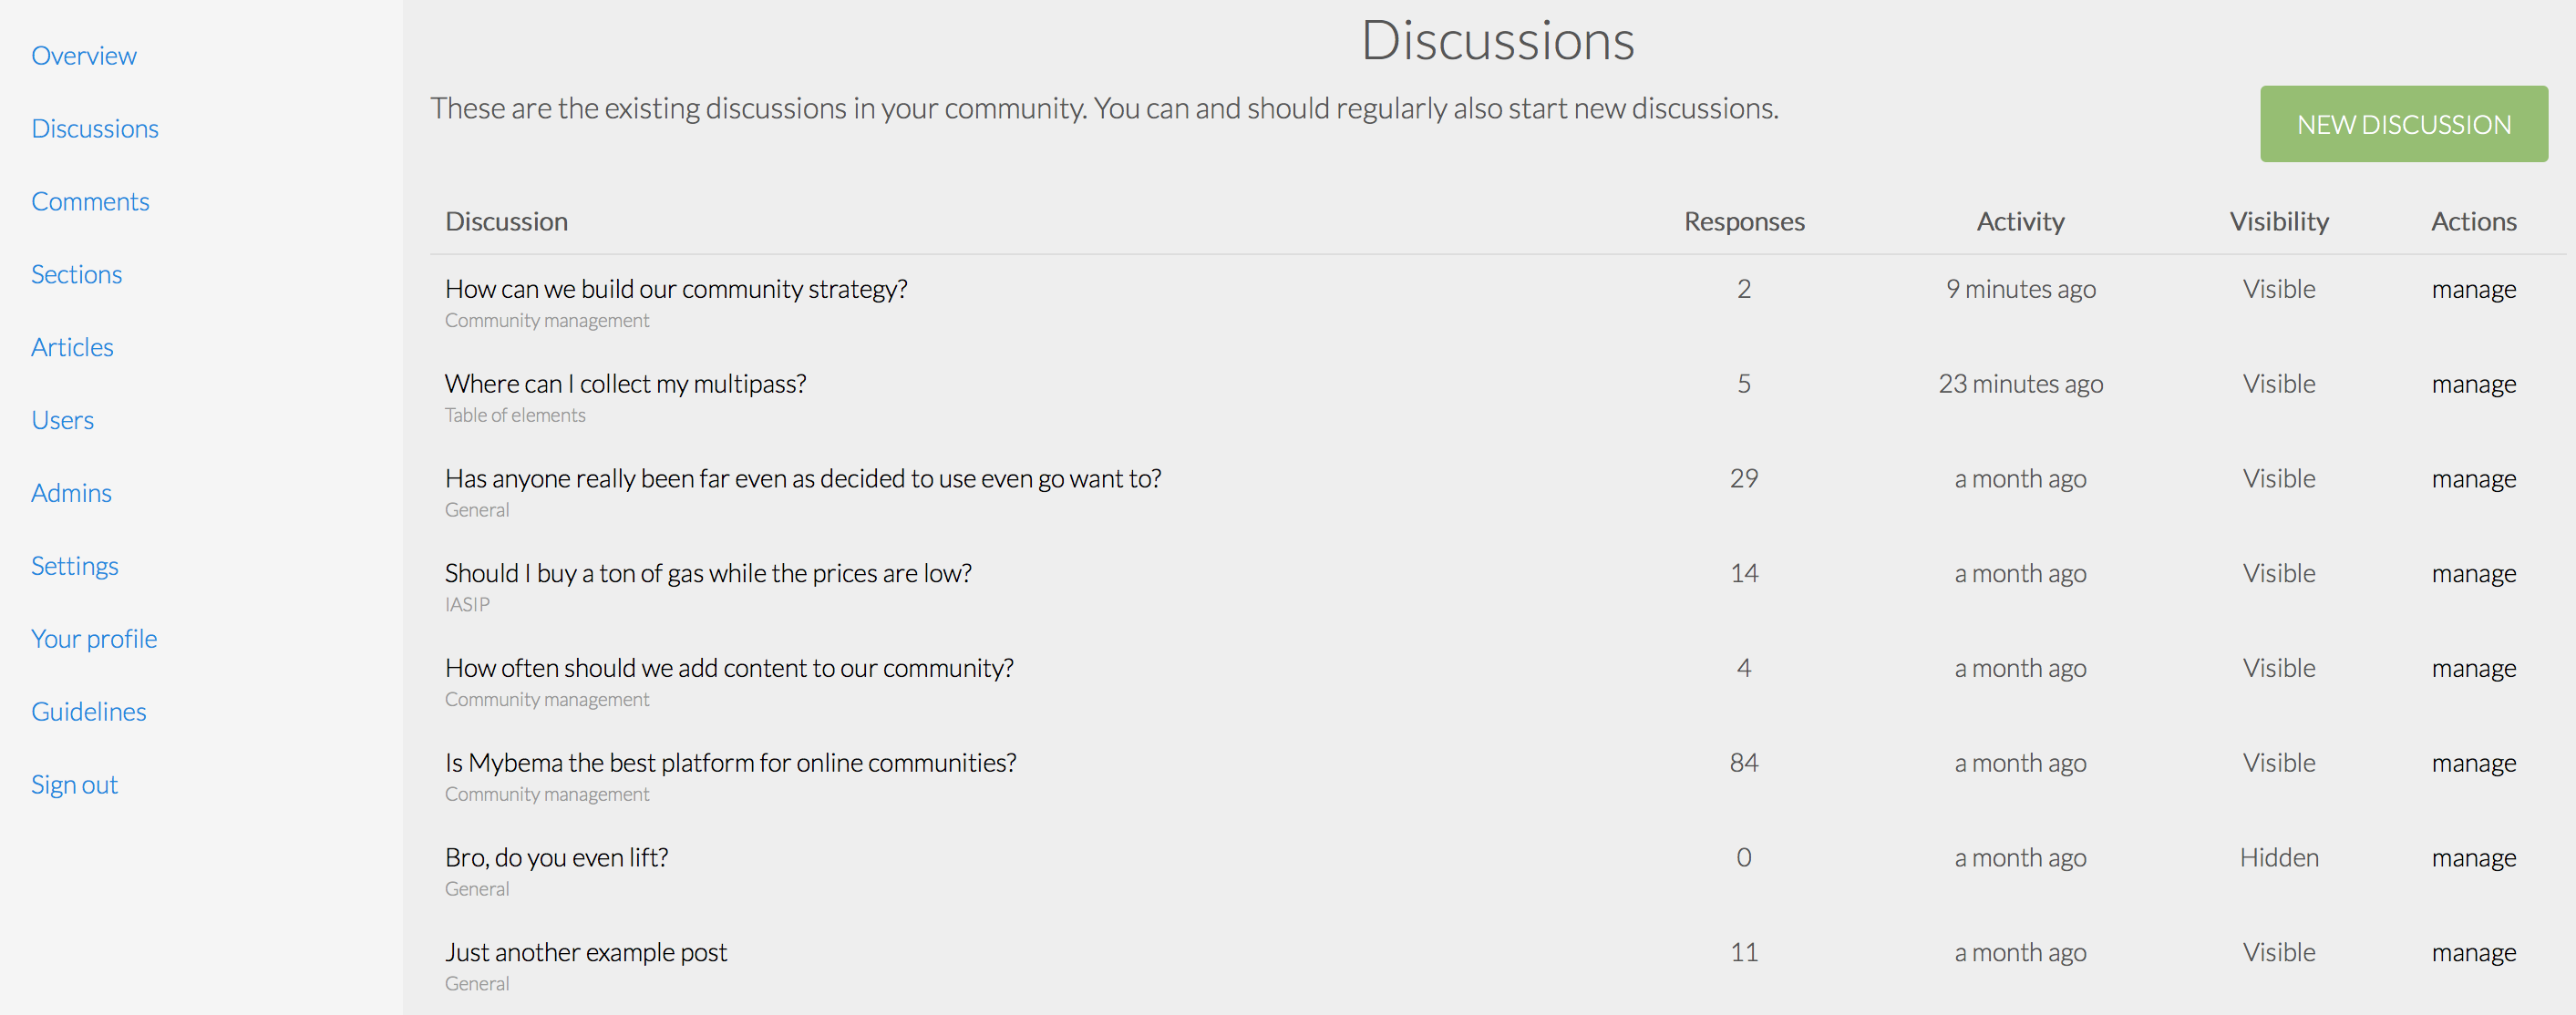 Overview
Discussions
Comments
Sections
Articles
Users
Admins
Settings
Your profile
Guidelines
Sign out
Discussions
These are the existing discussions in your community. You can and should regularly also start new discussions.
NEW DISCUSSION
Discussion Responses Activity Visibility Actions
How can we build our community strategy? 2 9 minutes ago Visible manage
Community management
Where can I collect my multipass? 5 23 minutes ago Visible manage
Table of elements
Has anyone really been far even as decided to use even go want to? 29 a month ago Visible manage
General
Should I buy a ton of gas while the prices are low? 14 a month ago Visible manage
IASIP
How often should we add content to our community? 4 a month ago Visible manage
Community management
Is Mybema the best platform for online communities? 84 a month ago Visible manage
Community management
Bro, do you even lift? 0 a month ago Hidden manage
General
Just another example post 11 a month ago Visible manage
General